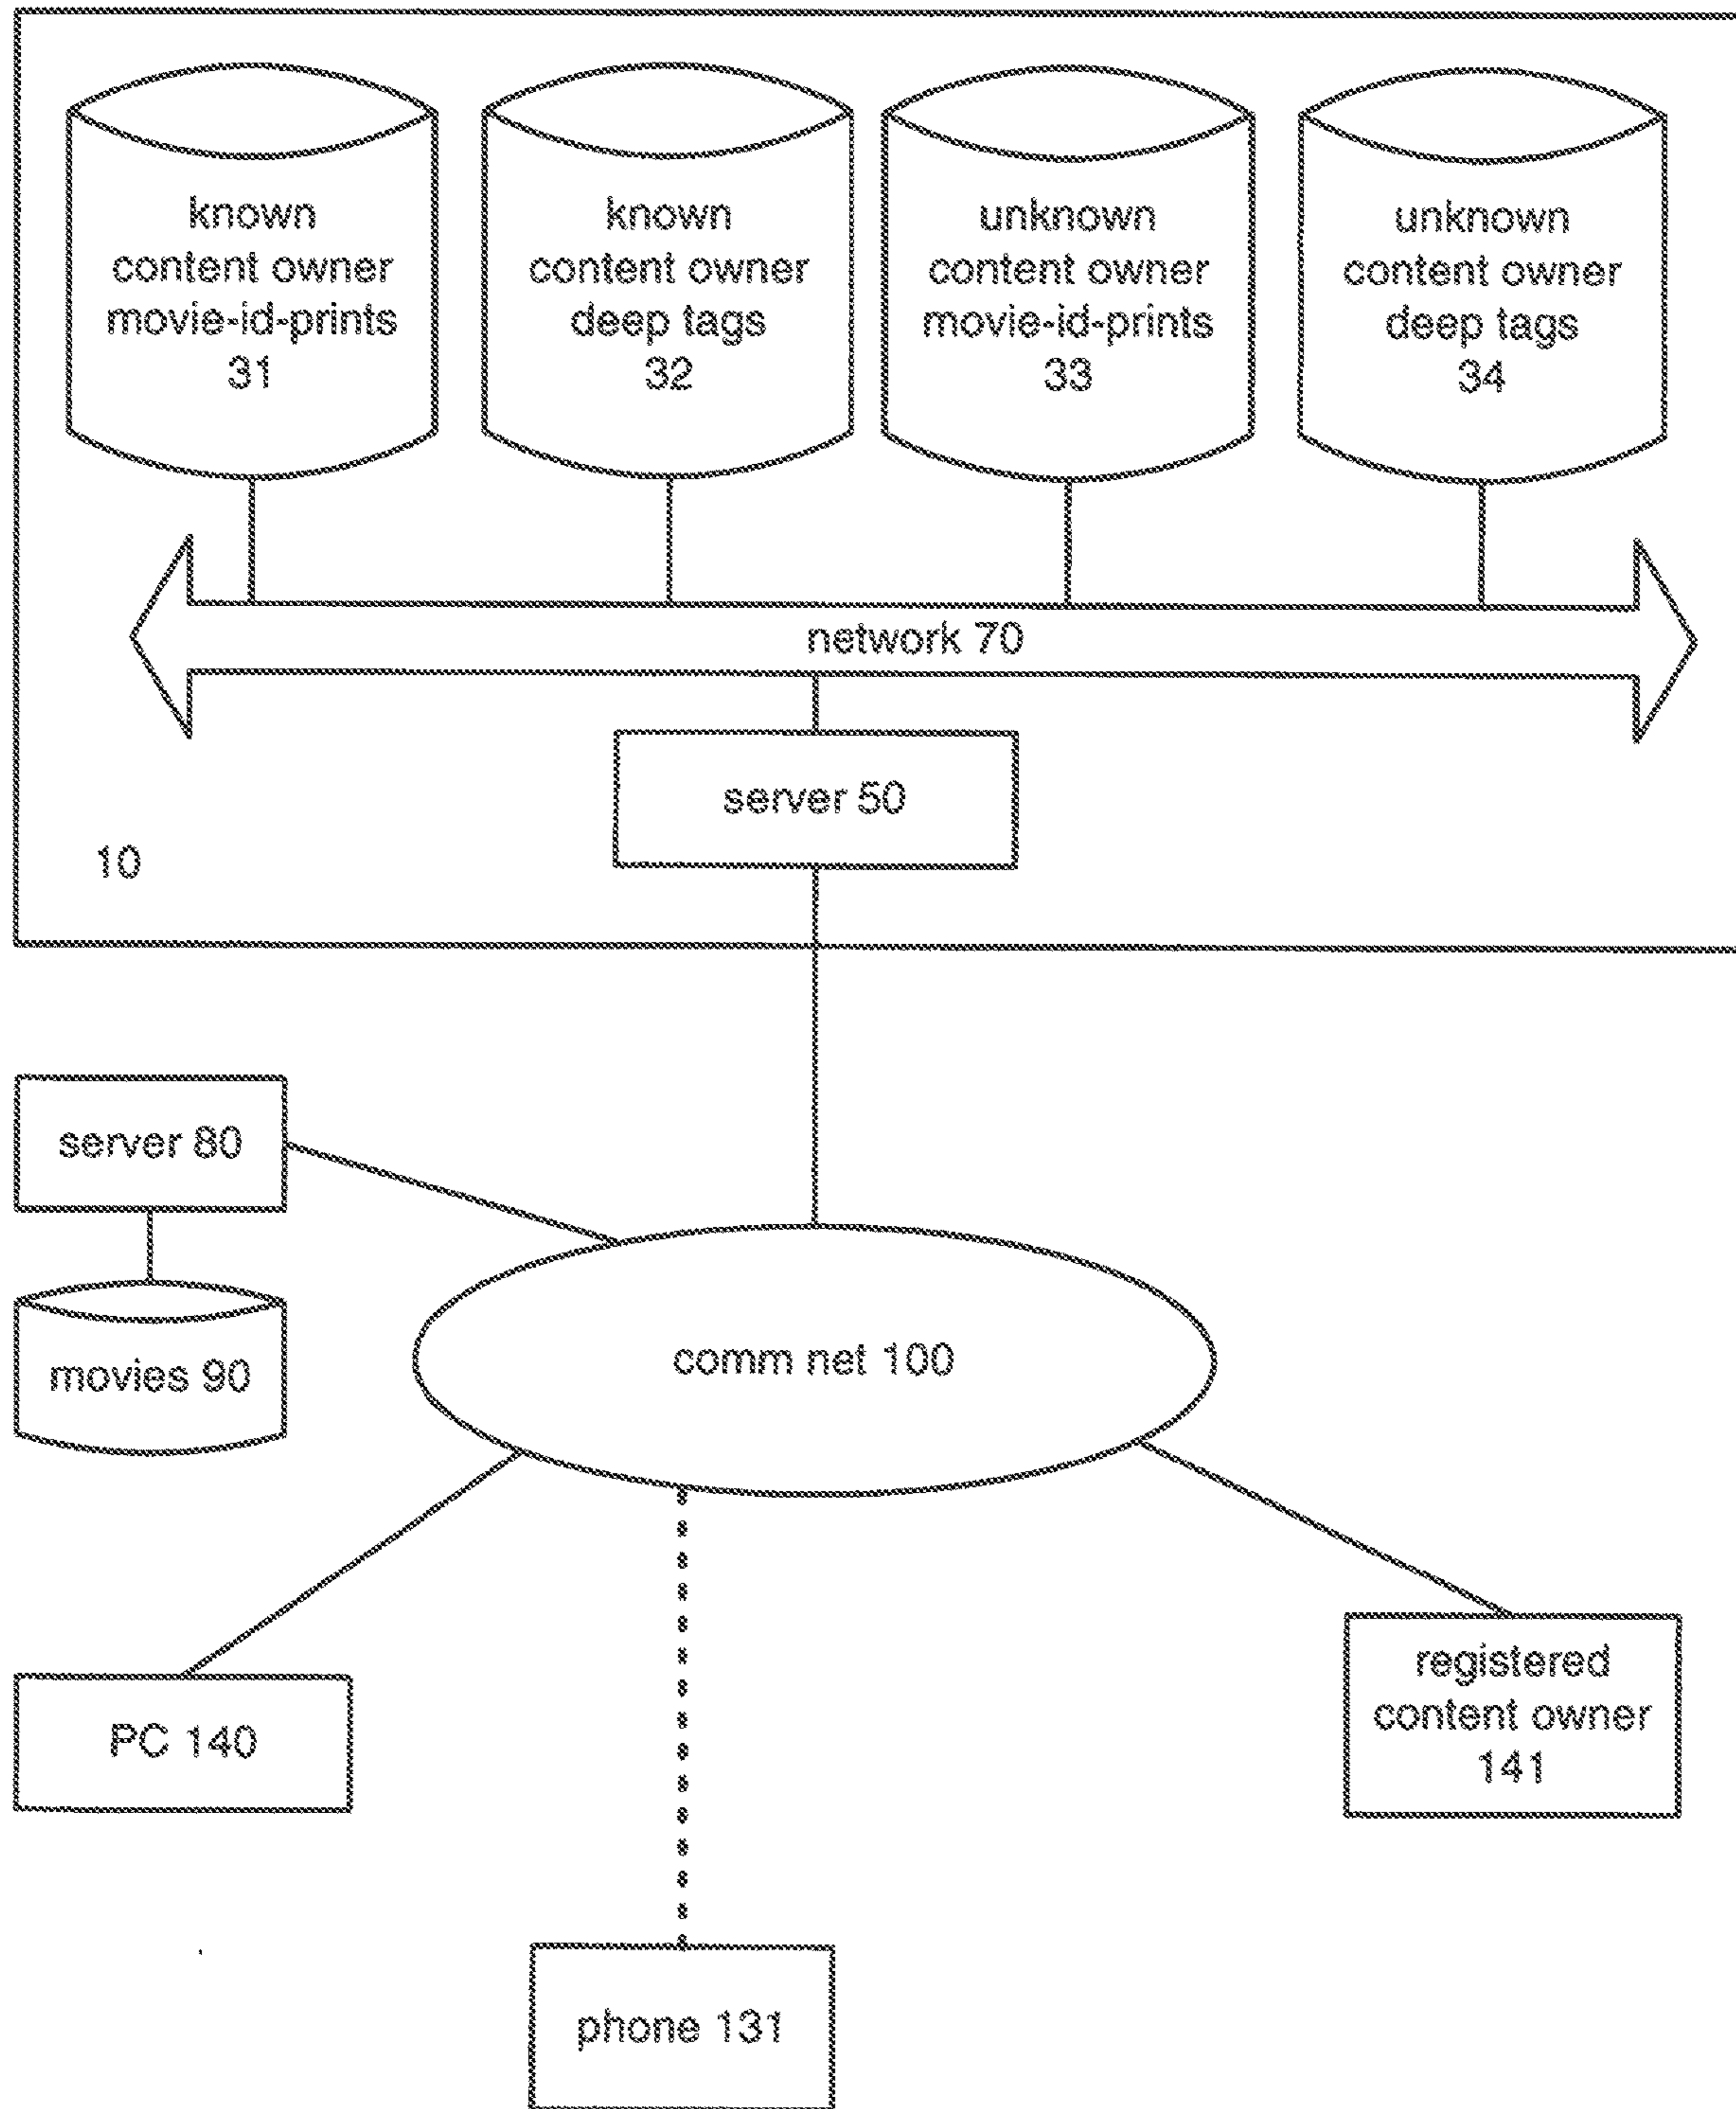 known
content owner
movie-id-prints
31
known
content owner
deep tags
32
unknown
content owner
movie-id-prints
33
unknown
content owner
deep tags
34
network 70
server 50
10
server 80
movies 90
comm net 100
PC 140
registered
content owner
141
phone 131